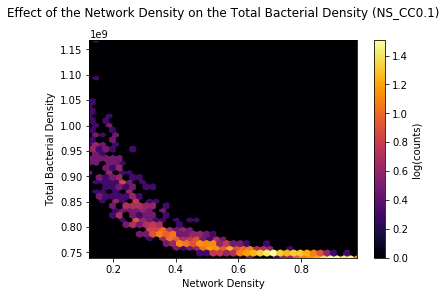 Effect of the Network Density on the Total Bacterial Density (NS_CC0.1)
1e9
1.15
1.10
1.05
1.00
0.95
0.90
0.85
0.80
0.75
Total Bacterial Density
0.2 0.4 0.6 0.8
Network Density
1.4
1.2
1.0
0.8
0.6
0.4
0.2
0.0
log(counts)